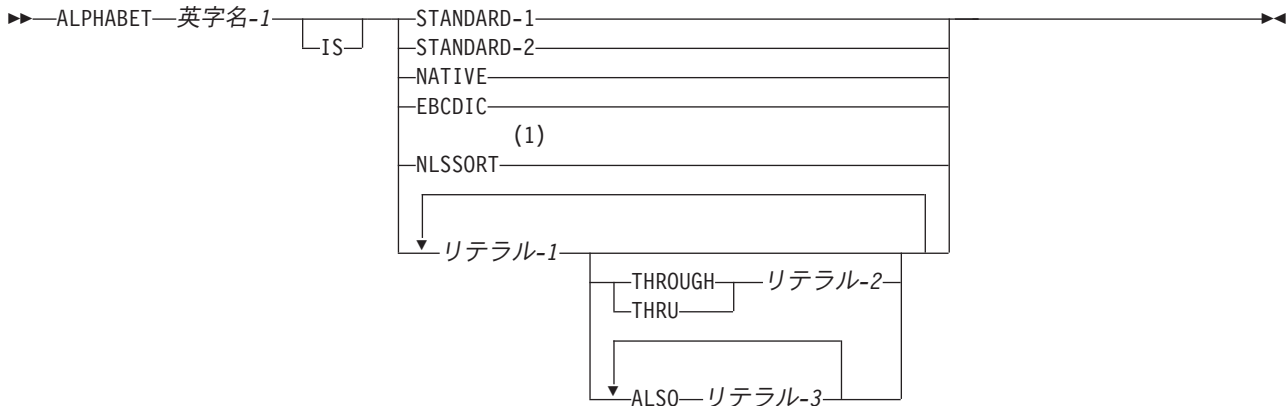 ALPHABET 英字名-1 IS STANDARD-1
STANDARD-2
NATIVE
EBCDIC
(1)
NLSSORT
リテラル-1
THROUGH リテラル-2
THRU
ALSO リテラル-3